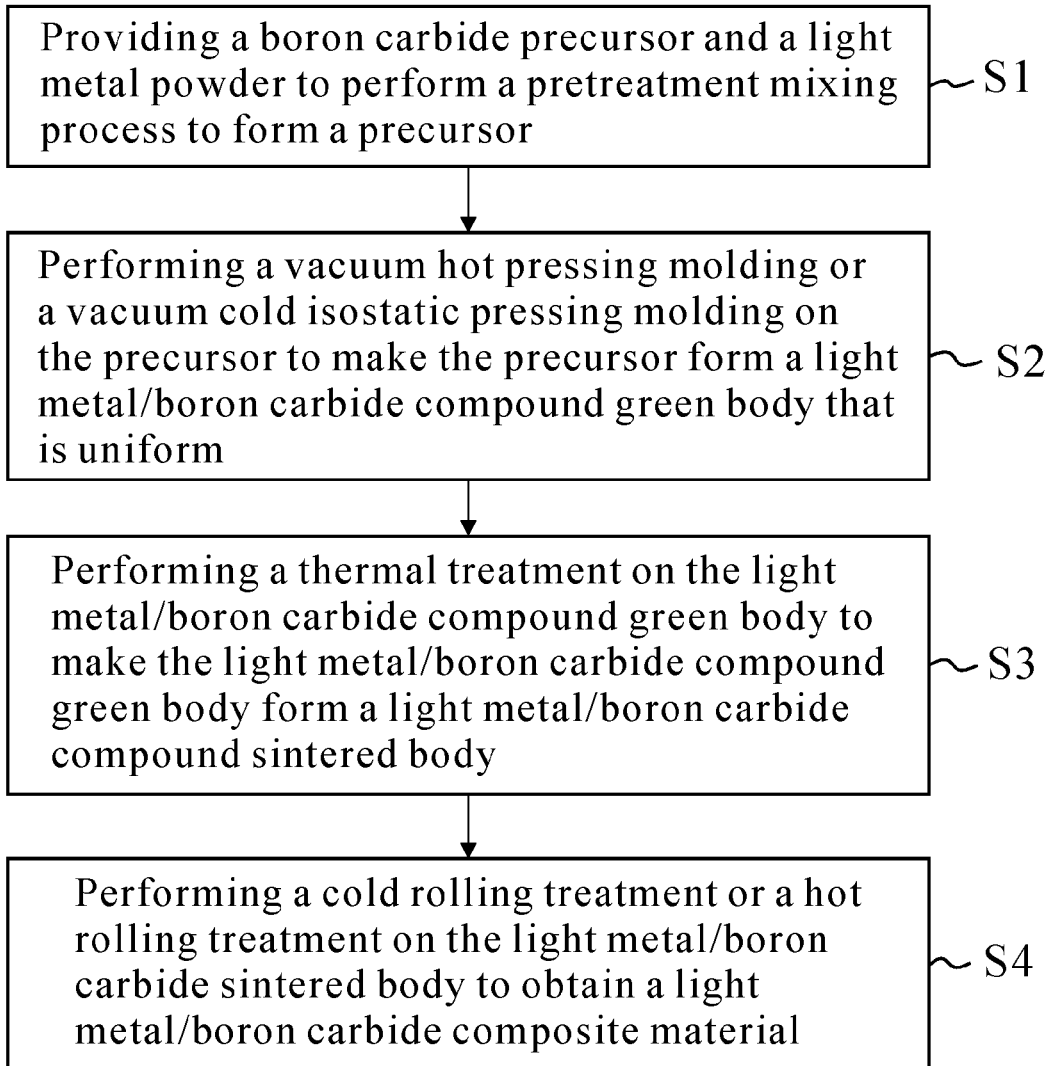 Providing a boron carbide precursor and a light
metal powder to perform a pretreatment mixing
process to form a precursor
S1
Performing a vacuum hot pressing molding or
a vacuum cold isostatic pressing molding on
the precursor to make the precursor form a light
metal/boron carbide compound green body that
is uniform
S2
Performing a thermal treatment on the light
metal/boron carbide compound green body to
make the light metal/boron carbide compound
green body form a light metal/boron carbide
compound sintered body
S3
Performing a cold rolling treatment or a hot
rolling treatment on the light metal/boron
carbide sintered body to obtain a light
metal/boron carbide composite material
S4